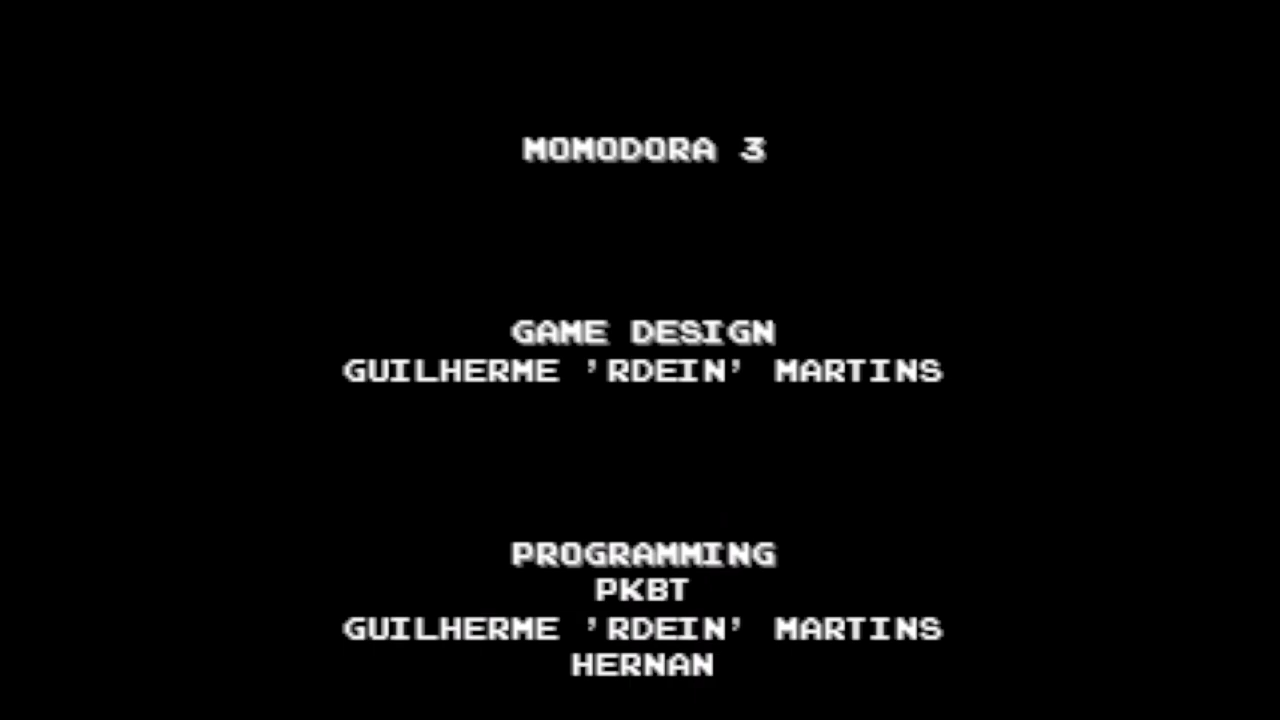 MOMODORA 3
GAME DESIGN
GUILHERME 'RDEIN' MARTINS
PROGRAMMING
PKBT
GUILHERME 'RDEIN' MARTINS
HERNAN